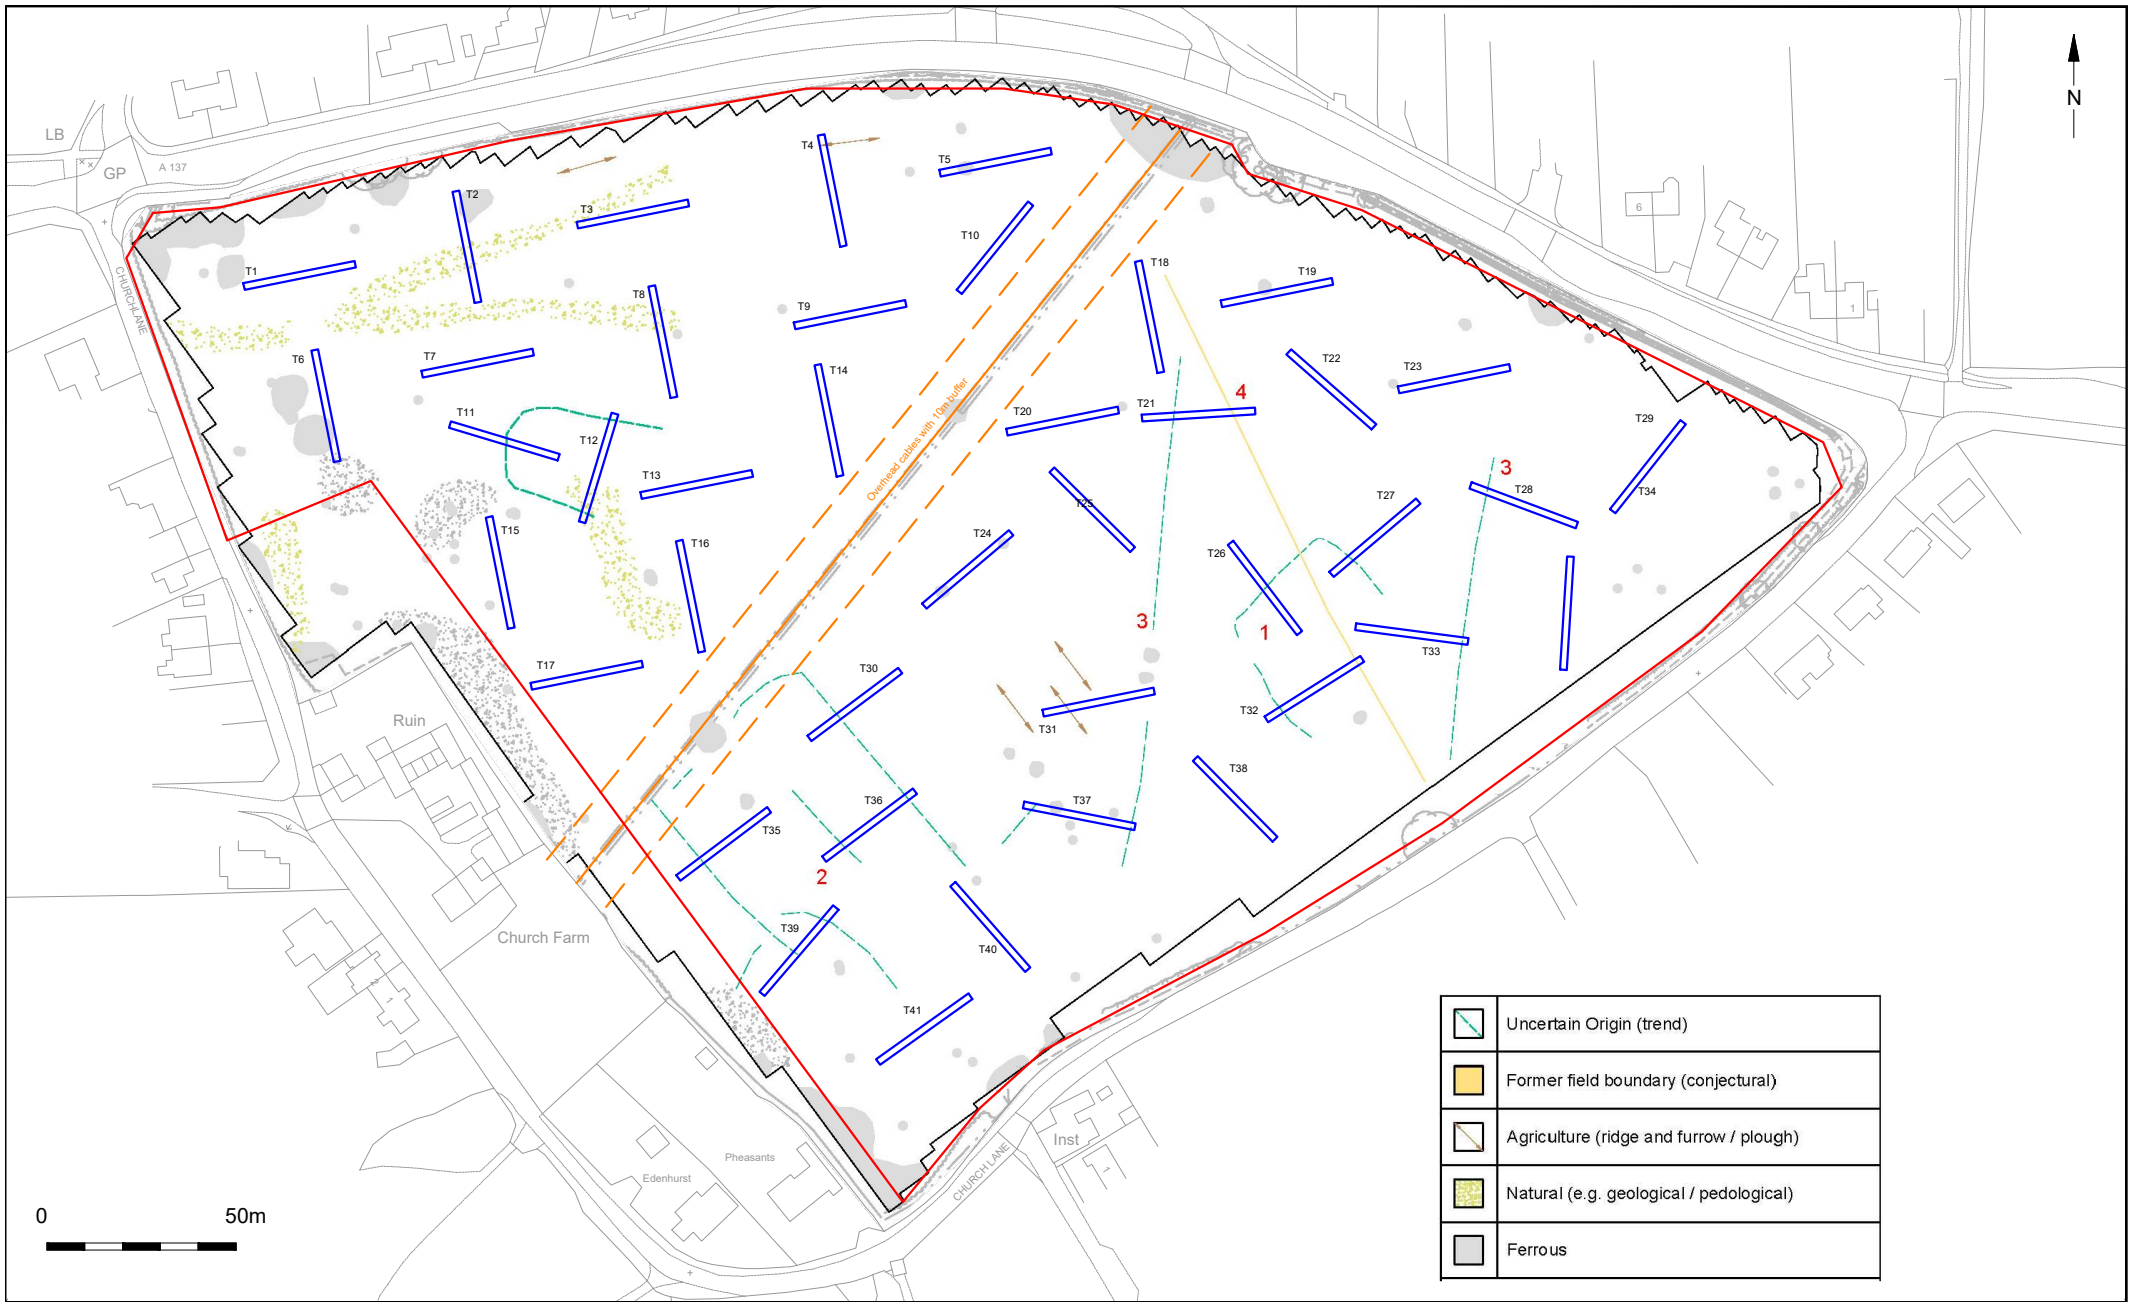 N
LB
GP
A 137
CHURCH LANE
T1
T2
T3
T4
T5
T6
T7
T8
T9
T10
T11
T12
T13
T14
T15
T16
T17
T18
T19
T20
T21
T22
T23
T24
T25
T26
T27
T28
T29
T30
T31
T32
T33
T34
T35
T36
T37
T38
T39
T40
T41
4
3
3
1
2
Overhead cables with 10m buffer
6
1
Ruin
Church Farm
1
Pheasants
Edenhurst
Inst
1
CHURCH LANE
0 50m
Uncertain Origin (trend)
Former field boundary (conjectural)
Agriculture (ridge and furrow / plough)
Natural (e.g. geological / pedological)
Ferrous